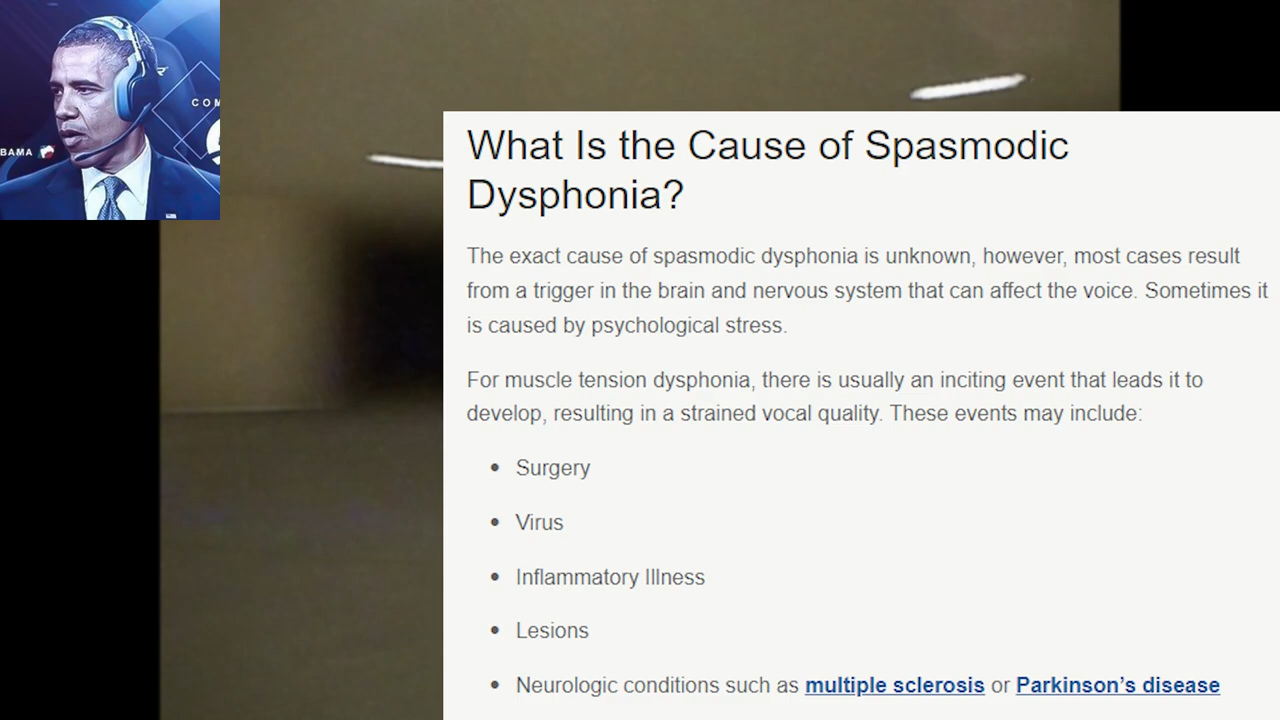 COM
BAMA
What Is the Cause of Spasmodic
Dysphonia?
The exact cause of spasmodic dysphonia is unknown, however, most cases result
from a trigger in the brain and nervous system that can affect the voice. Sometimes it
is caused by psychological stress.
For muscle tension dysphonia, there is usually an inciting event that leads it to
develop, resulting in a strained vocal quality. These events may include:
• Surgery
• Virus
• Inflammatory Illness
• Lesions
• Neurologic conditions such as multiple sclerosis or Parkinson's disease